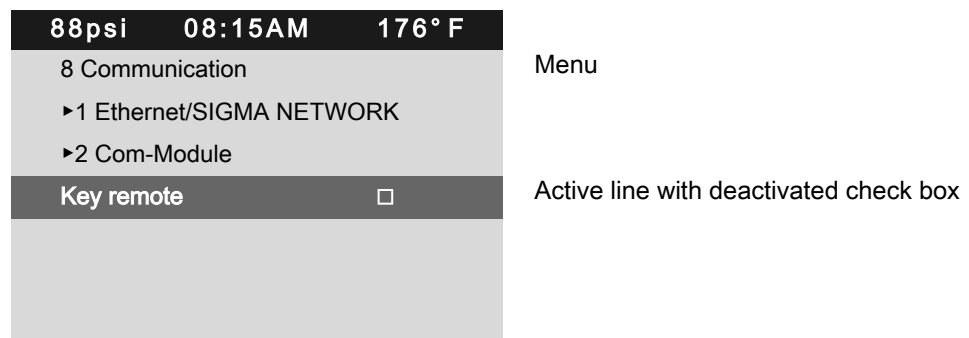 88psi 08:15AM 176°F
8 Communication
Menu
▸1 Ethernet/SIGMA NETWORK
▸2 Com-Module
Key remote ☐ Active line with deactivated check box